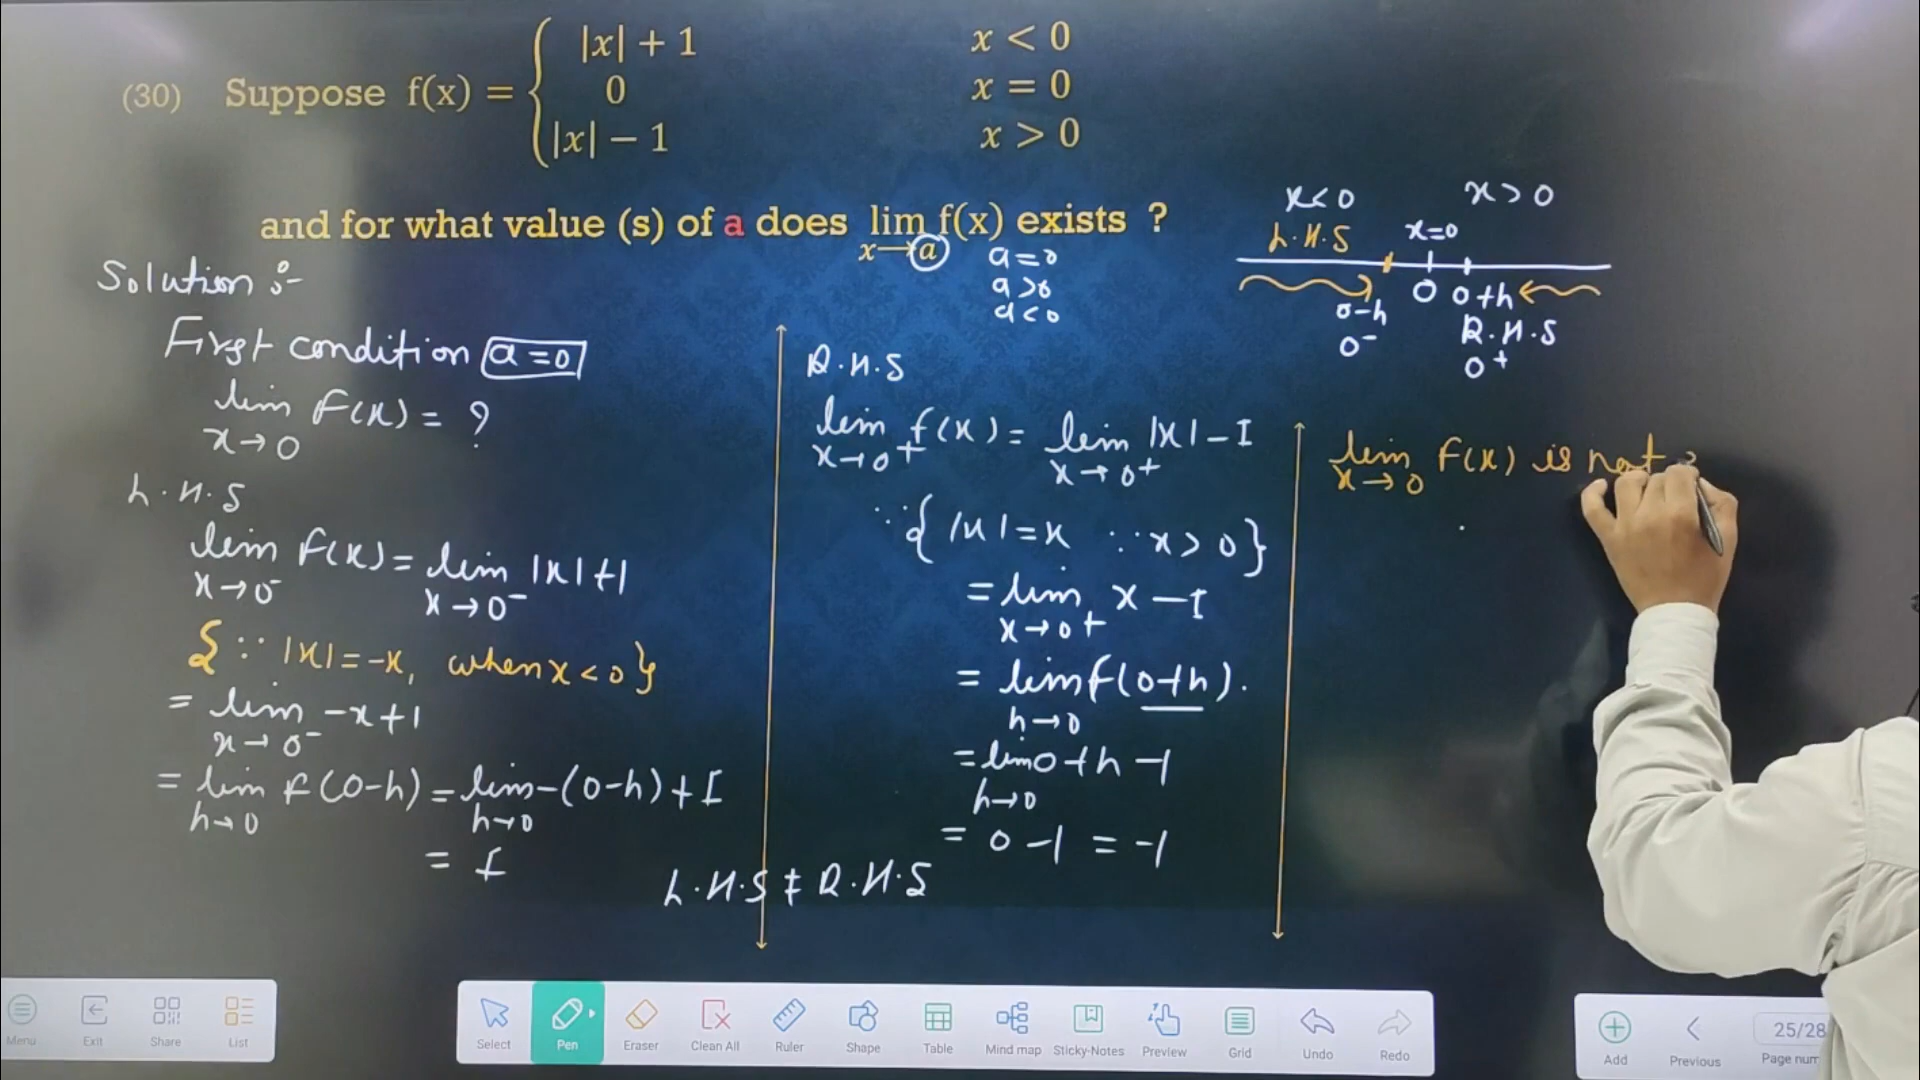 (30) Suppose f(x) = { |x| + 1 x < 0
0 x = 0
|x| − 1 x > 0
and for what value (s) of a does lim f(x) exists ?
x→a
a=0
a>0
a<0
x<0 x>0
L.H.S x=0
0-h 0 0+h
0⁻ R.H.S
0⁺
Solution :-
First condition a=0
lim f(x) = ?
x→0
L.H.S
lim f(x) = lim |x|+1
x→0⁻ x→0⁻
{∵ |x|=-x, when x<0}
= lim -x+1
x→0⁻
= lim f(0-h) = lim -(0-h)+1
h→0 h→0
= 1
L.H.S ≠ R.H.S
R.H.S
lim f(x) = lim |x|-1
x→0⁺ x→0⁺
∵{|x|=x ∵x>0}
= lim x-1
x→0⁺
= lim f(0+h).
h→0
= lim 0+h-1
h→0
= 0-1 = -1
lim f(x) is not
x→0
Menu
Exit
Share
List
Select
Pen
Eraser
Clean All
Ruler
Shape
Table
Mind map
Sticky-Notes
Preview
Grid
Undo
Redo
Add
Previous
25/28
Page num